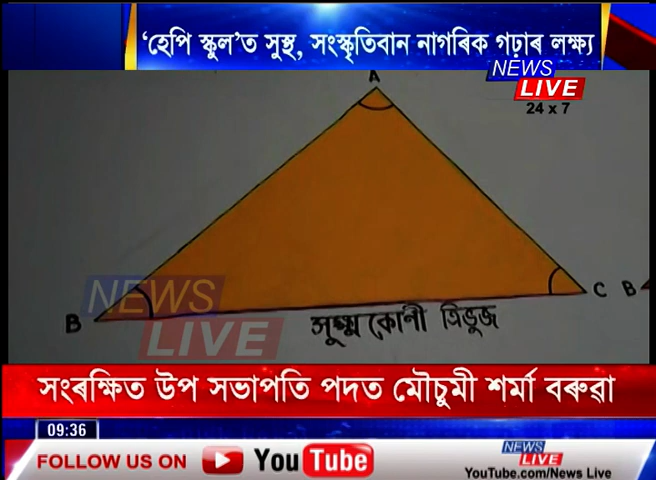 'হেপি স্কুল'ত সুস্থ, সংস্কৃতিবান নাগৰিক গঢ়াৰ লক্ষ্য
NEWS
LIVE
24 x 7
A
B
C
B
NEWS
LIVE
সুক্ষ্ম কোণী ত্ৰিভুজ
সংৰক্ষিত উপ সভাপতি পদত মৌচুমী শৰ্মা বৰুৱা
09:36
FOLLOW US ON YouTube
NEWS
LIVE
YouTube.com/News Live